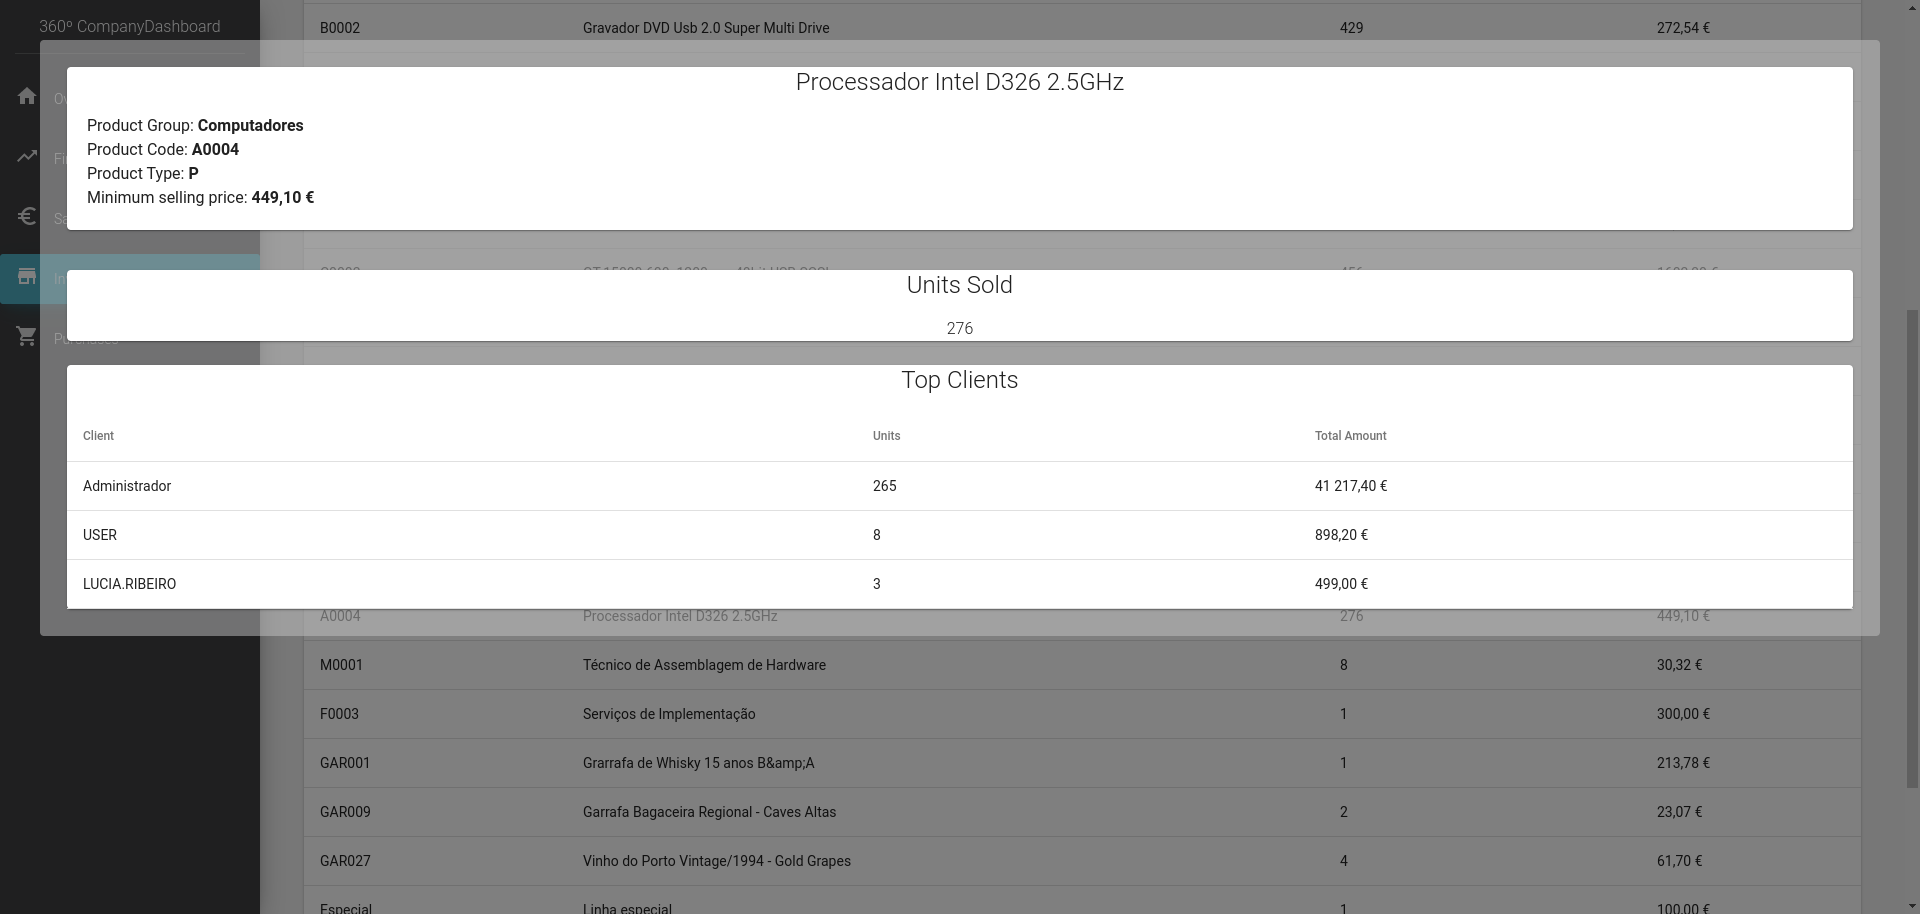 360º CompanyDashboard
B0002 Gravador DVD Usb 2.0 Super Multi Drive 429 272,54 €
Processador Intel D326 2.5GHz
Product Group: Computadores
Product Code: A0004
Product Type: P
Minimum selling price: 449,10 €
Units Sold
276
Purchases
Top Clients
Client Units Total Amount
Administrador 265 41 217,40 €
USER 8 898,20 €
LUCIA.RIBEIRO 3 499,00 €
A0004 Processador Intel D326 2.5GHz 276 449,10 €
M0001 Técnico de Assemblagem de Hardware 8 30,32 €
F0003 Serviços de Implementação 1 300,00 €
GAR001 Grarrafa de Whisky 15 anos B&amp;A 1 213,78 €
GAR009 Garrafa Bagaceira Regional - Caves Altas 2 23,07 €
GAR027 Vinho do Porto Vintage/1994 - Gold Grapes 4 61,70 €
Especial Linha especial 1 100,00 €